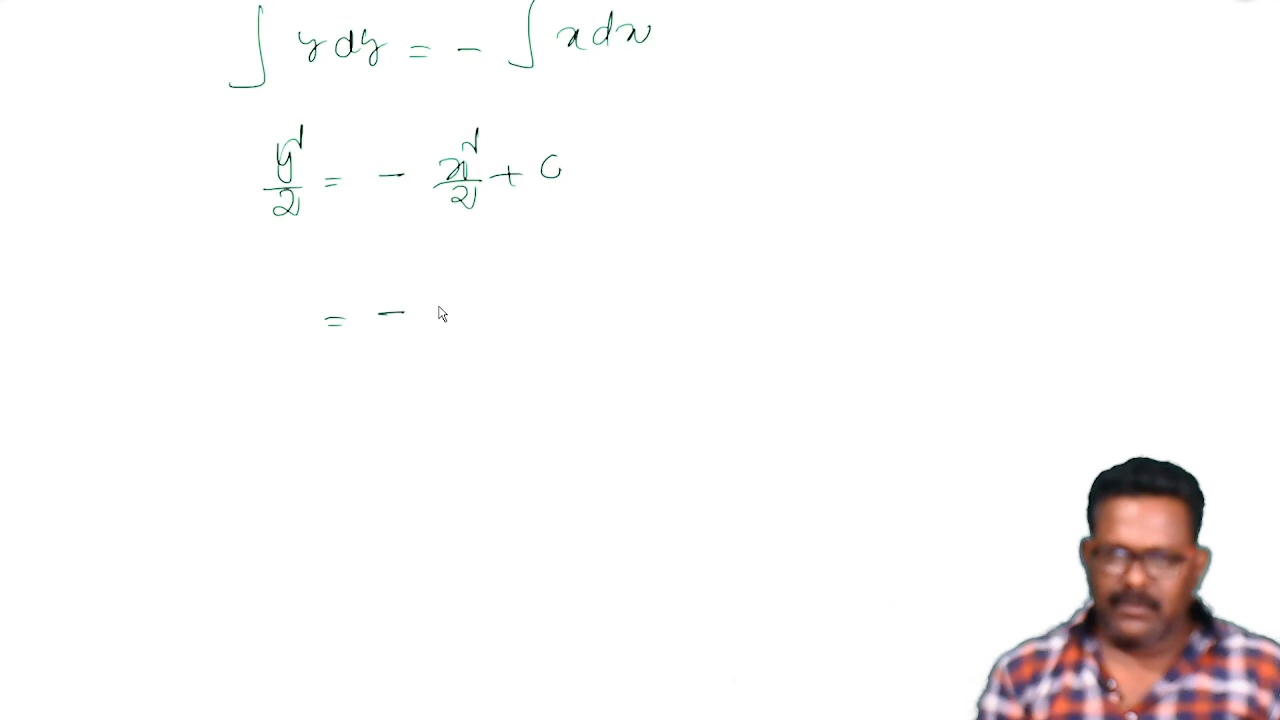 ∫ y dy = - ∫ x dx
y²/2 = - x²/2 + c
= -